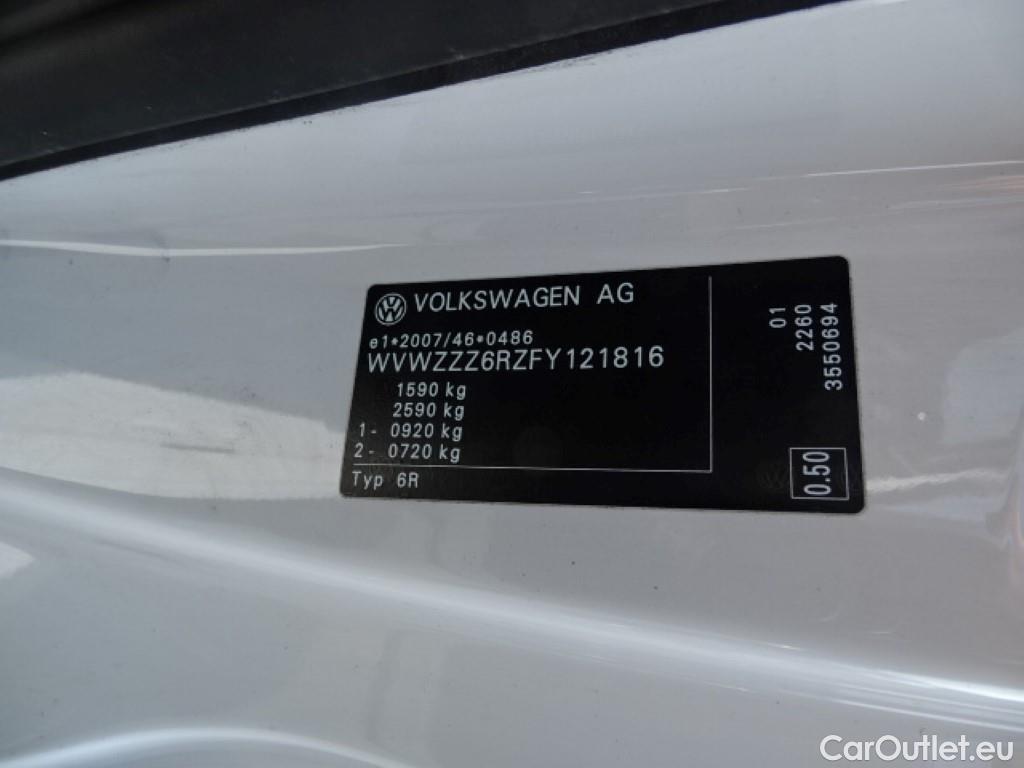 VOLKSWAGEN AG
e1*2007/46*0486
WVWZZZ6RZFY121816
1590 kg
2590 kg
1- 0920 kg
2- 0720 kg
Typ 6R
01
2260
3550694
0.50
CarOutlet.eu